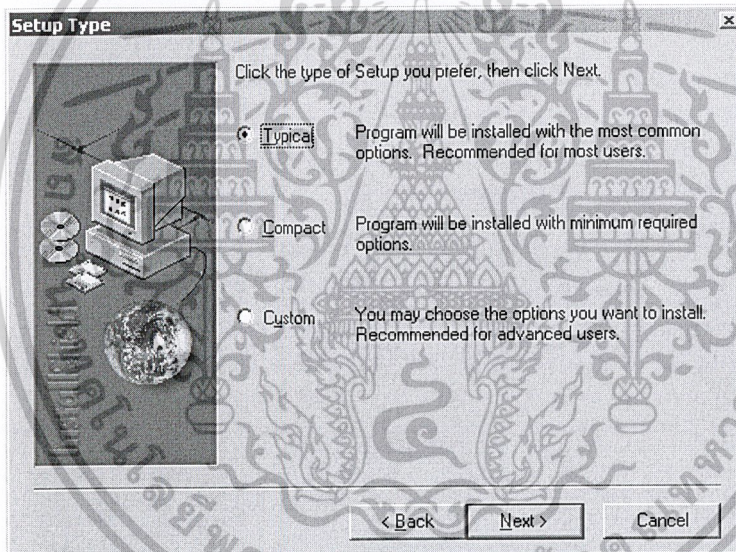 Setup Type
Click the type of Setup you prefer, then click Next.
Typical
Program will be installed with the most common
options. Recommended for most users.
Compact
Program will be installed with minimum required
options.
Custom
You may choose the options you want to install.
Recommended for advanced users.
InstallShield
< Back
Next >
Cancel